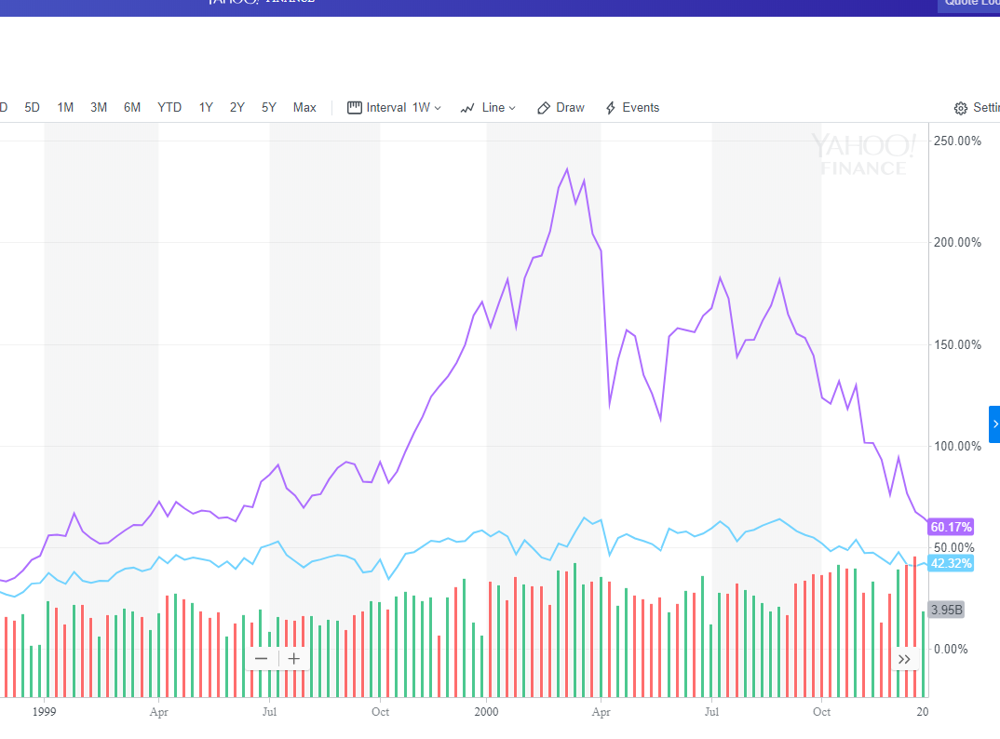 YAHOO! FINANCE
D 5D 1M 3M 6M YTD 1Y 2Y 5Y Max Interval 1W Line Draw Events
YAHOO!
FINANCE
250.00%
200.00%
150.00%
100.00%
60.17%
50.00%
42.32%
3.95B
0.00%
1999 Apr Jul Oct 2000 Apr Jul Oct 20